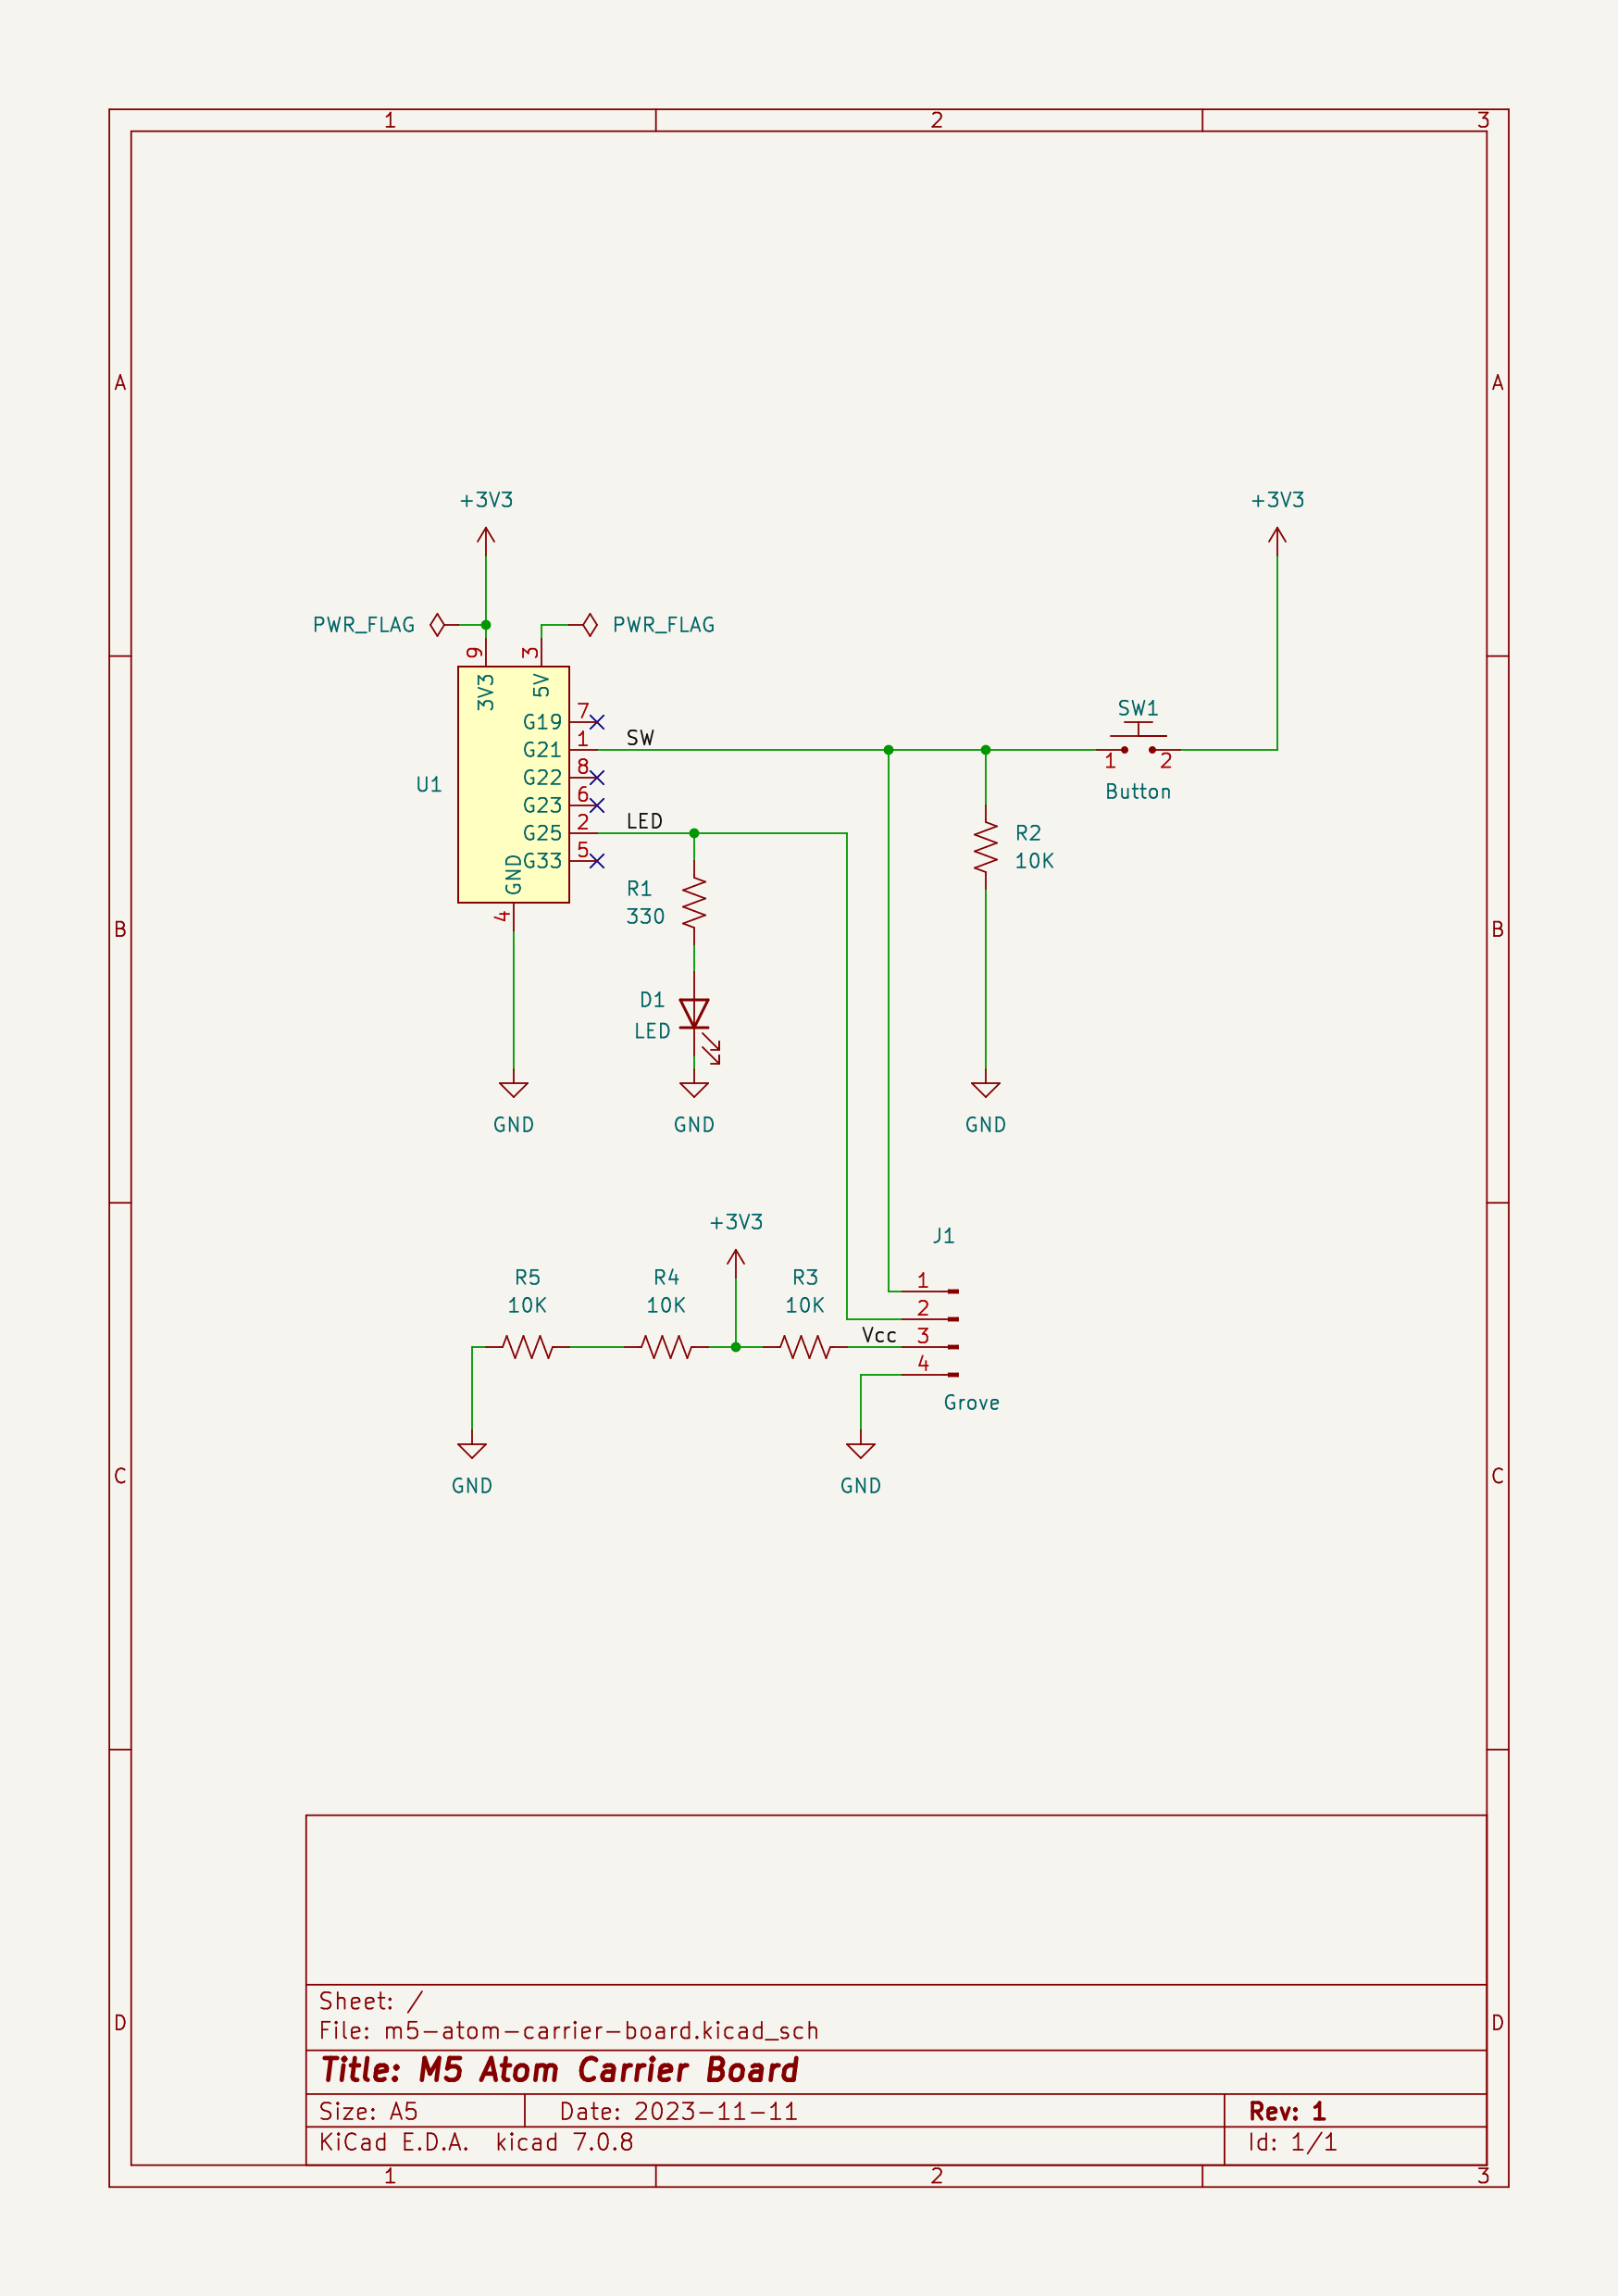 1 2 3
A A
+3V3 +3V3
PWR_FLAG PWR_FLAG
9 3
3V3 5V
G19 7
SW1
G21 1 SW
1 2
G22 8
U1
Button
G23 6
G25 2 LED
R2
G33 5
10K
GND
R1
330
4
B B
D1
LED
GND GND GND
+3V3
J1
R5 R4 R3
10K 10K 10K
1
2
Vcc 3
4
Grove
C C
GND GND
Sheet: /
D D
File: m5-atom-carrier-board.kicad_sch
Title: M5 Atom Carrier Board
Size: A5 Date: 2023-11-11 Rev: 1
KiCad E.D.A. kicad 7.0.8 Id: 1/1
1 2 3